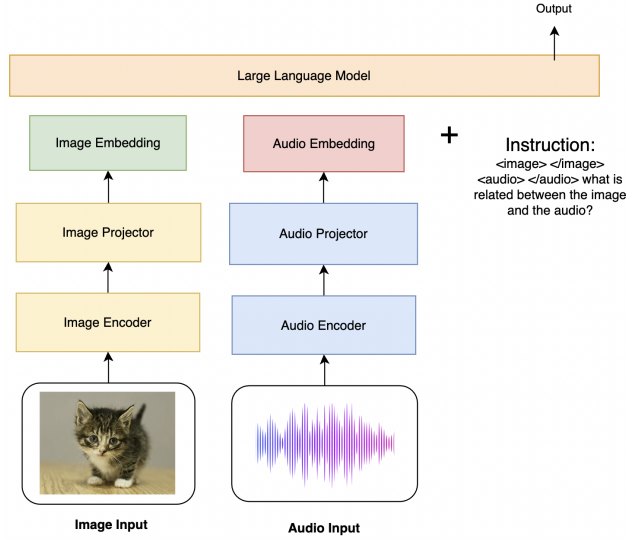 Output
Large Language Model
Image Embedding
Audio Embedding
+
Instruction:
<image> </image>
<audio> </audio> what is
related between the image
and the audio?
Image Projector
Audio Projector
Image Encoder
Audio Encoder
Image Input
Audio Input